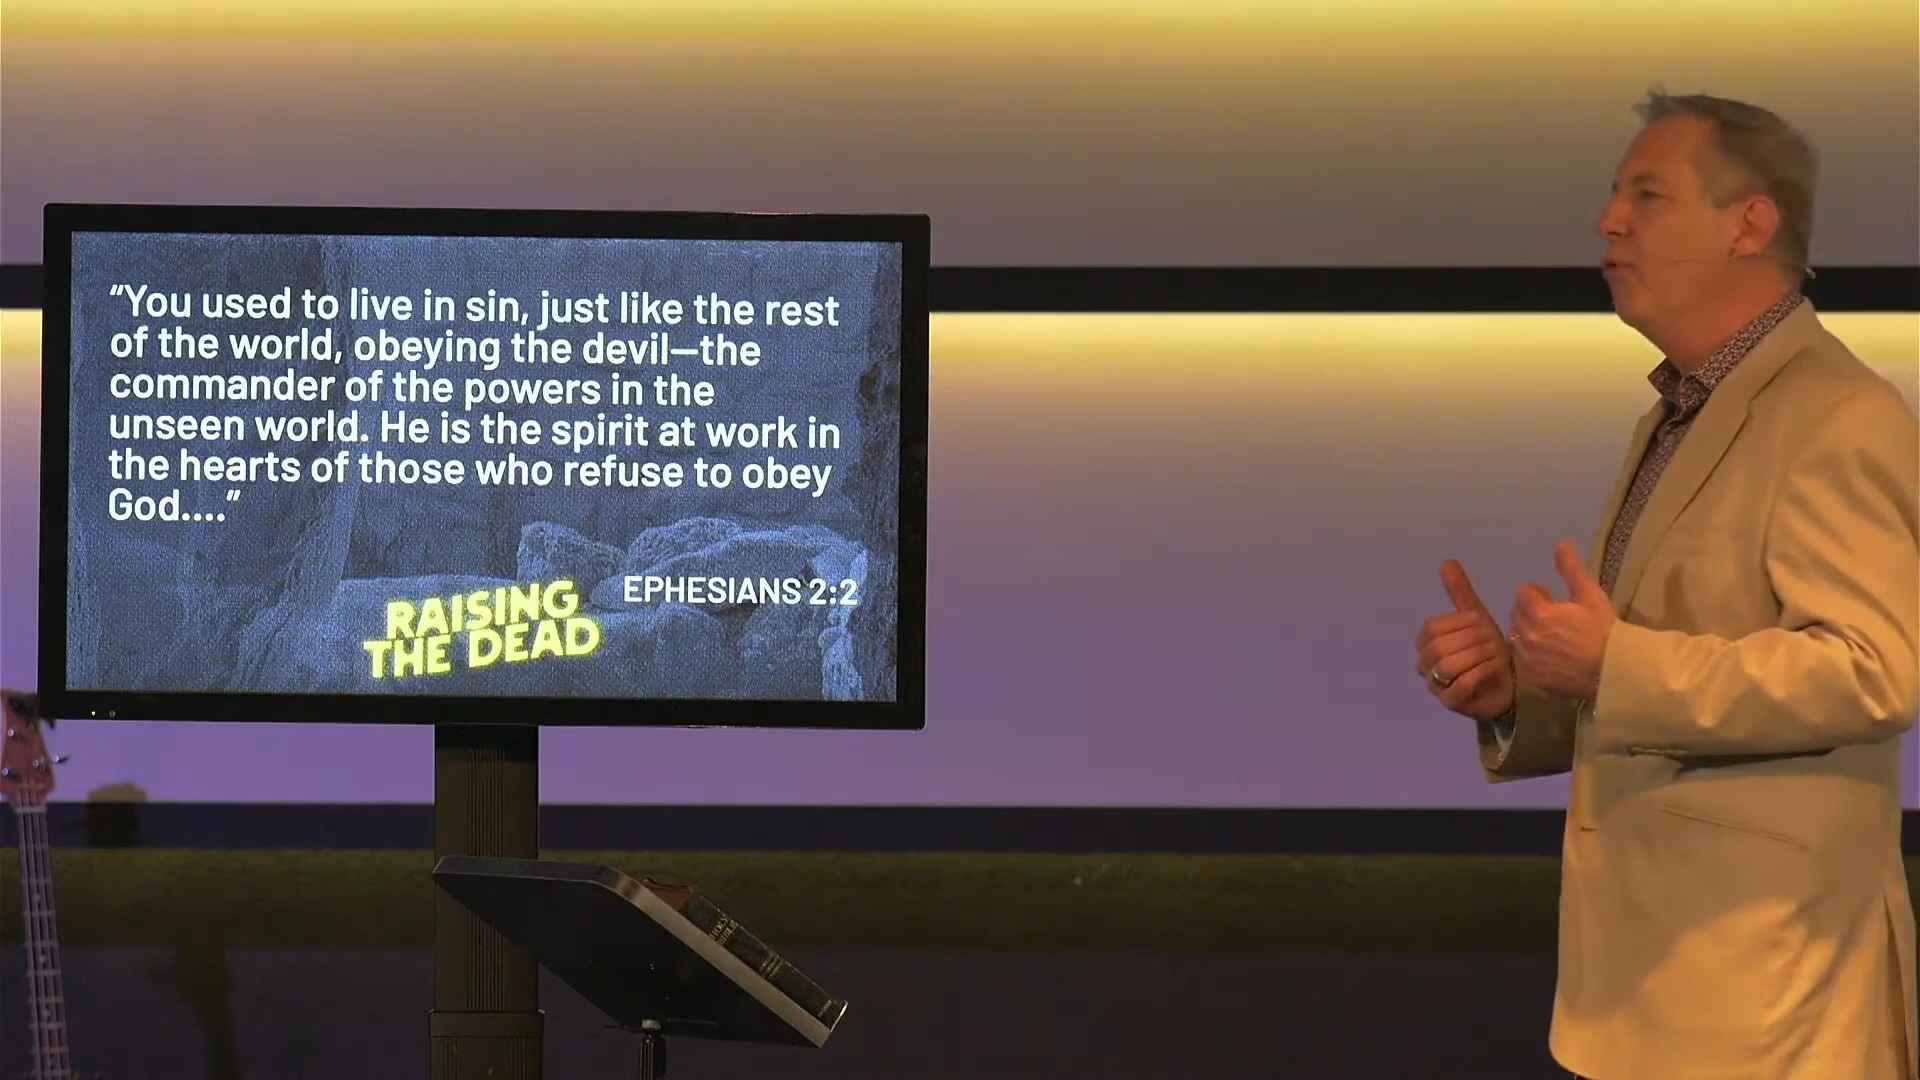 “You used to live in sin, just like the rest
of the world, obeying the devil—the
commander of the powers in the
unseen world. He is the spirit at work in
the hearts of those who refuse to obey
God....”
EPHESIANS 2:2
RAISING
THE DEAD
HOLY
BIBLE